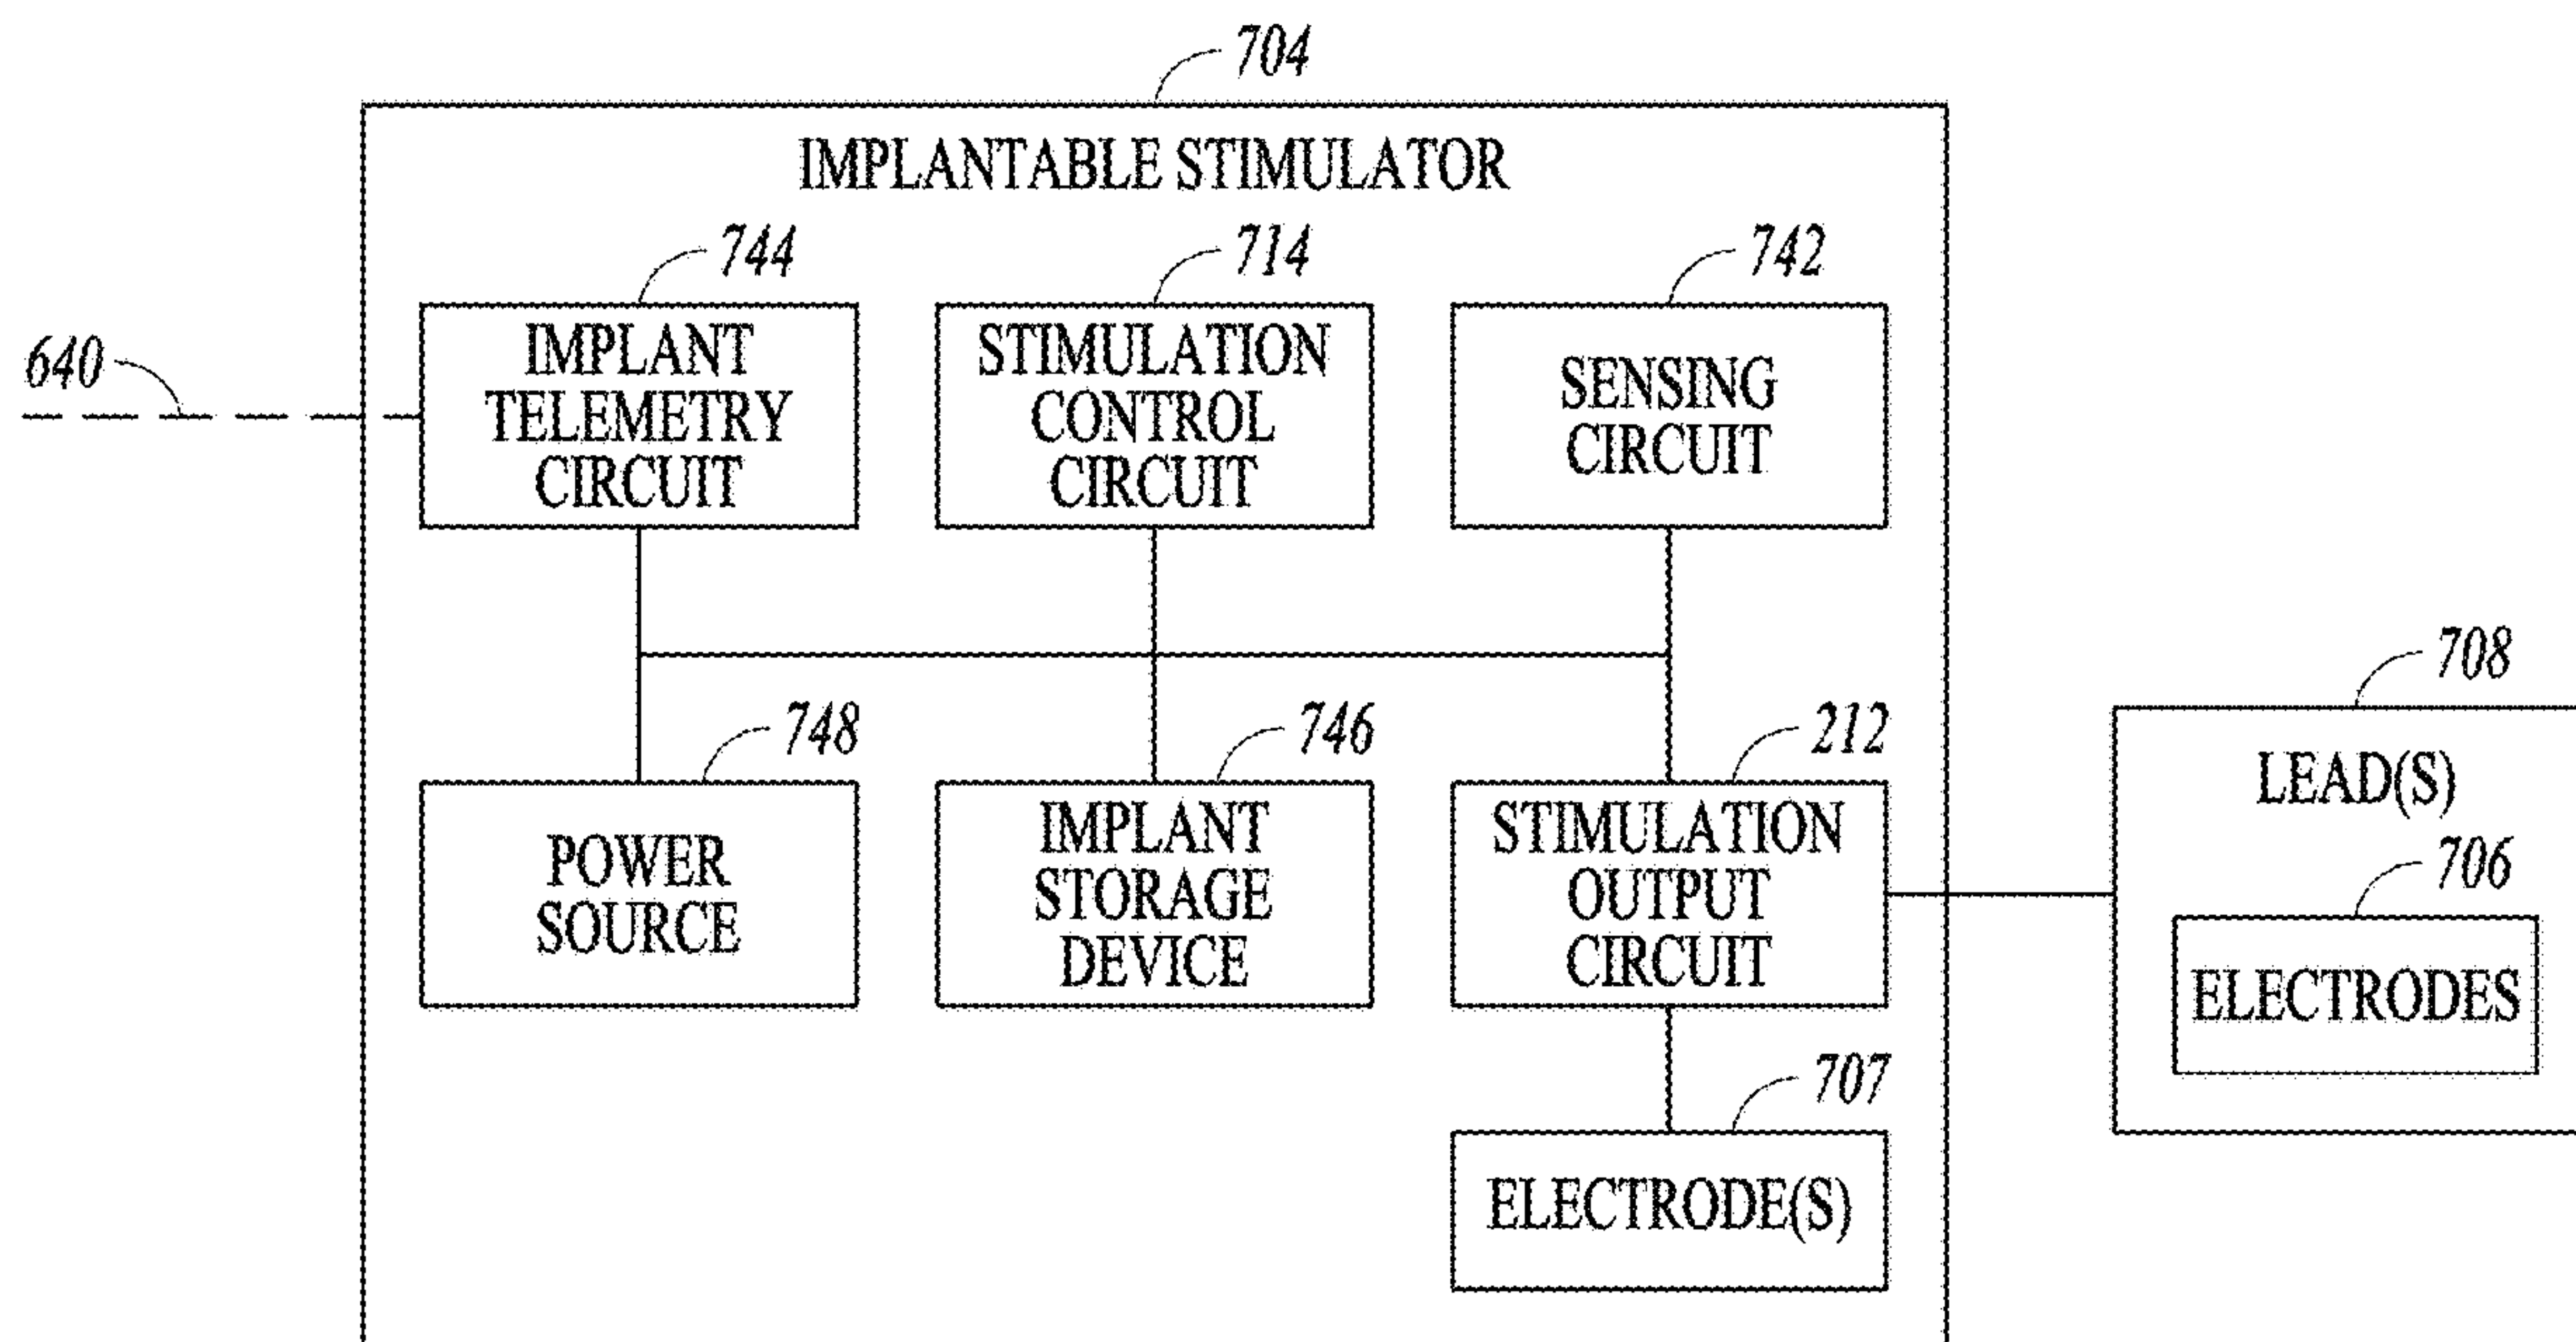 704
IMPLANTABLE STIMULATOR
744
714
742
640
IMPLANT
TELEMETRY
CIRCUIT
STIMULATION
CONTROL
CIRCUIT
SENSING
CIRCUIT
748
746
212
708
POWER
SOURCE
IMPLANT
STORAGE
DEVICE
STIMULATION
OUTPUT
CIRCUIT
LEAD(S)
706
ELECTRODES
707
ELECTRODE(S)